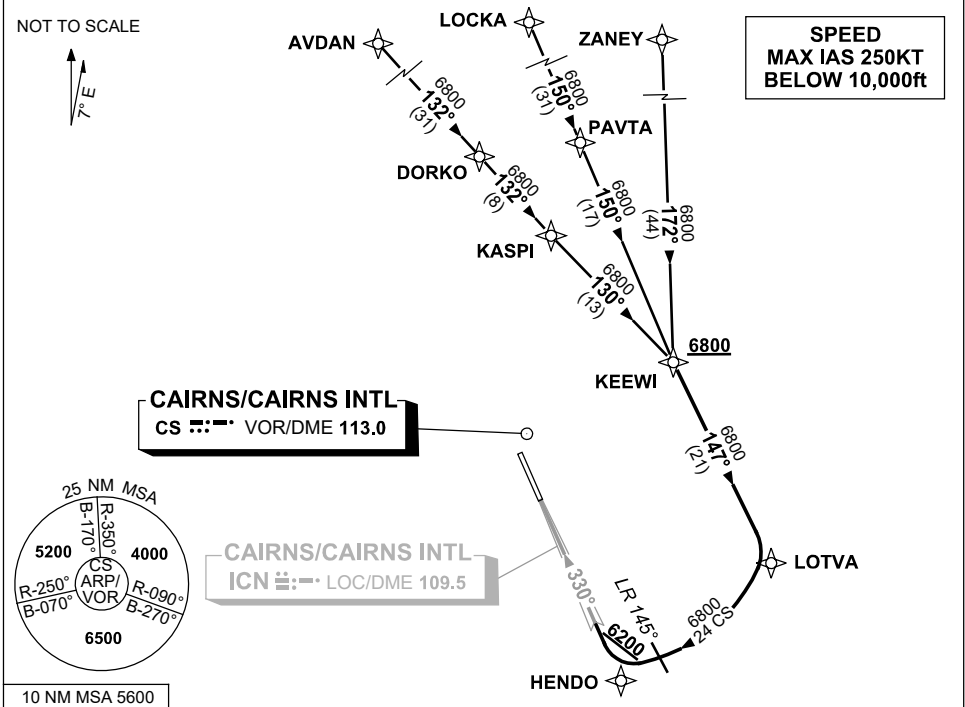 NOT TO SCALE
7° E
AVDAN
LOCKA
ZANEY
SPEED
MAX IAS 250KT
BELOW 10,000ft
6800
132°
(31)
6800
150°
(31)
PAVTA
DORKO
6800
132°
(8)
6800
150°
(17)
6800
172°
(44)
KASPI
6800
130°
(13)
6800
KEEWI
CAIRNS/CAIRNS INTL
CS VOR/DME 113.0
6800
147°
(21)
25 NM MSA
B-170°
R-350°
5200
4000
CS
ARP/
VOR
R-250°
B-070°
R-090°
B-270°
6500
CAIRNS/CAIRNS INTL
ICN LOC/DME 109.5
330°
LOTVA
LR 145°
6800
24 CS
6200
HENDO
10 NM MSA 5600